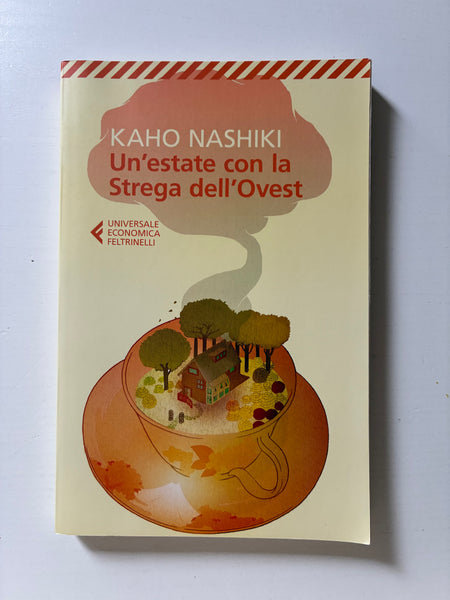 KAHO NASHIKI
Un'estate con la
Strega dell'Ovest
UNIVERSALE
ECONOMICA
FELTRINELLI